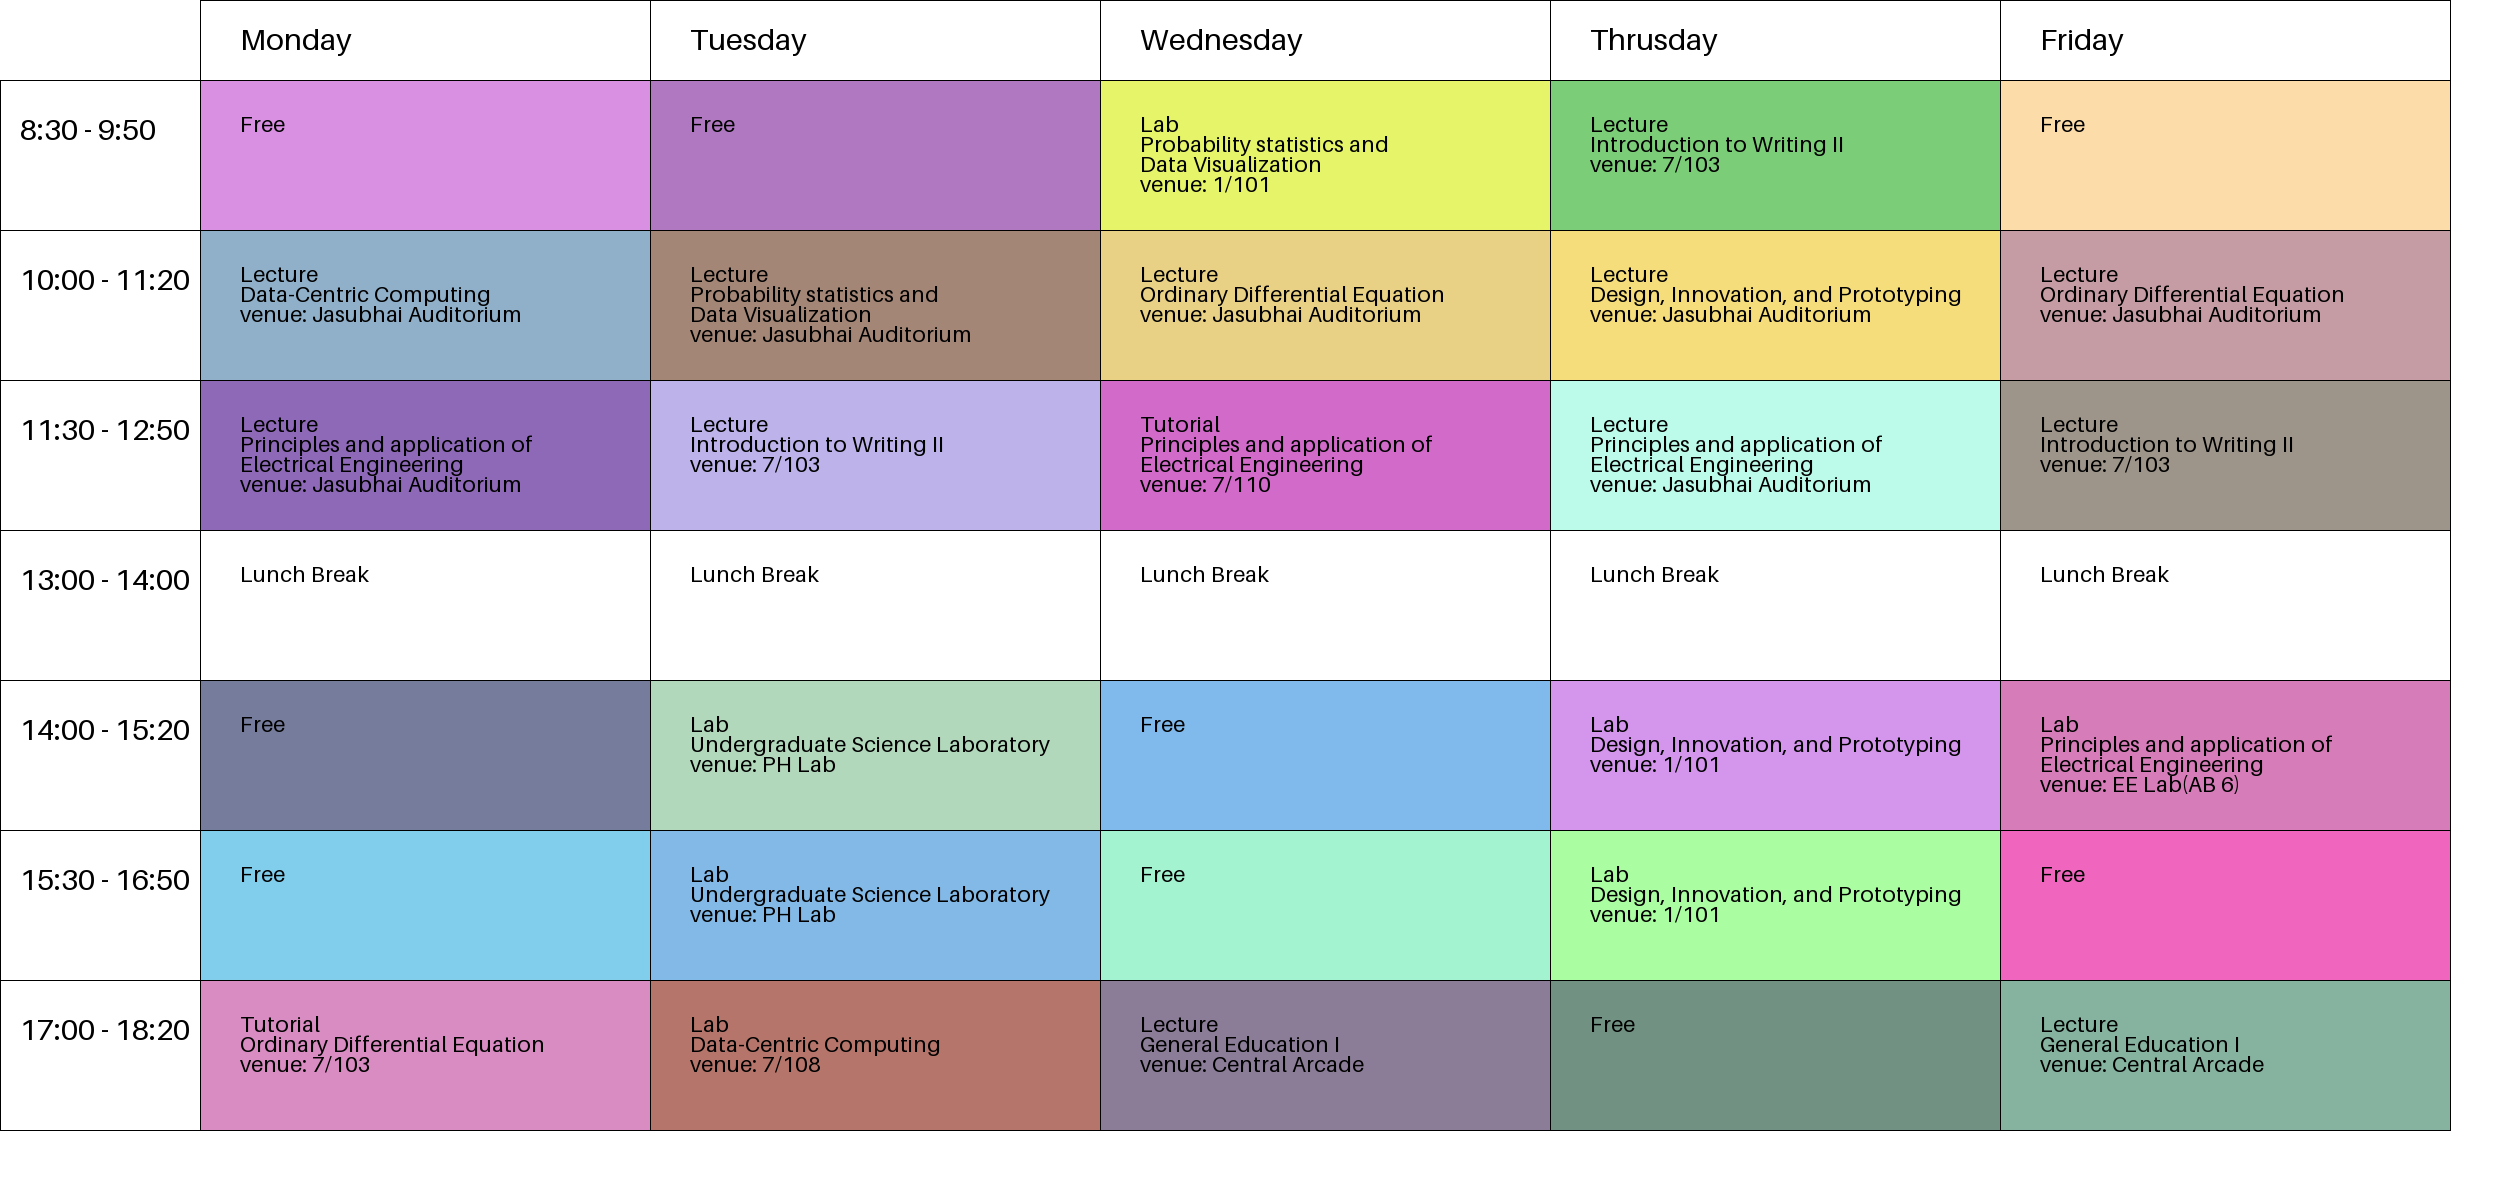 Monday Tuesday Wednesday Thrusday Friday
8:30 - 9:50
Free
Free
Lab
Probability statistics and
Data Visualization
venue: 1/101
Lecture
Introduction to Writing II
venue: 7/103
Free
10:00 - 11:20
Lecture
Data-Centric Computing
venue: Jasubhai Auditorium
Lecture
Probability statistics and
Data Visualization
venue: Jasubhai Auditorium
Lecture
Ordinary Differential Equation
venue: Jasubhai Auditorium
Lecture
Design, Innovation, and Prototyping
venue: Jasubhai Auditorium
Lecture
Ordinary Differential Equation
venue: Jasubhai Auditorium
11:30 - 12:50
Lecture
Principles and application of
Electrical Engineering
venue: Jasubhai Auditorium
Lecture
Introduction to Writing II
venue: 7/103
Tutorial
Principles and application of
Electrical Engineering
venue: 7/110
Lecture
Principles and application of
Electrical Engineering
venue: Jasubhai Auditorium
Lecture
Introduction to Writing II
venue: 7/103
13:00 - 14:00
Lunch Break
Lunch Break
Lunch Break
Lunch Break
Lunch Break
14:00 - 15:20
Free
Lab
Undergraduate Science Laboratory
venue: PH Lab
Free
Lab
Design, Innovation, and Prototyping
venue: 1/101
Lab
Principles and application of
Electrical Engineering
venue: EE Lab(AB 6)
15:30 - 16:50
Free
Lab
Undergraduate Science Laboratory
venue: PH Lab
Free
Lab
Design, Innovation, and Prototyping
venue: 1/101
Free
17:00 - 18:20
Tutorial
Ordinary Differential Equation
venue: 7/103
Lab
Data-Centric Computing
venue: 7/108
Lecture
General Education I
venue: Central Arcade
Free
Lecture
General Education I
venue: Central Arcade